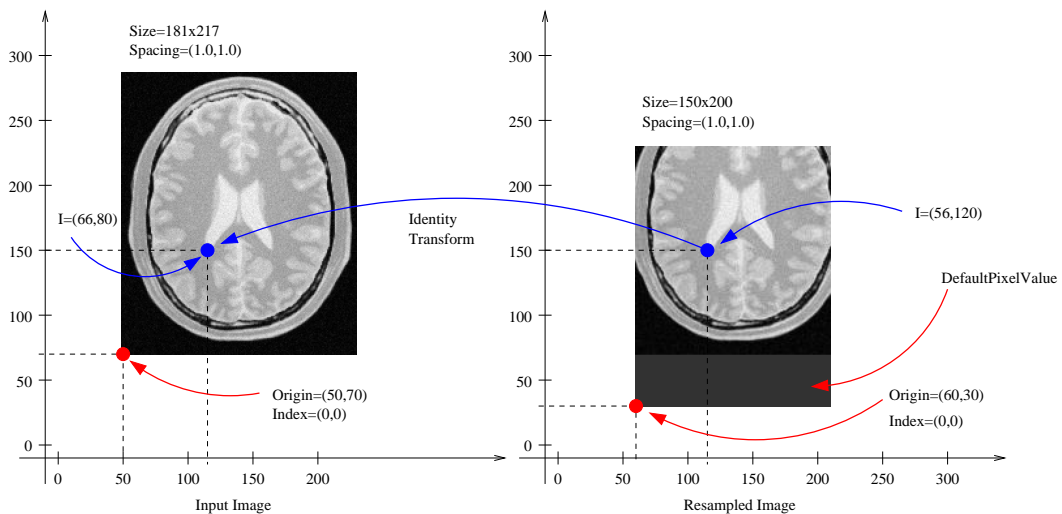 Size=181x217
Spacing=(1.0,1.0)
300
250
200
150
100
50
0
I=(66,80)
Origin=(50,70)
Index=(0,0)
0
50
100
150
200
Input Image
Identity
Transform
Size=150x200
Spacing=(1.0,1.0)
300
250
200
150
100
50
0
I=(56,120)
DefaultPixelValue
Origin=(60,30)
Index=(0,0)
0
50
100
150
200
250
300
Resampled Image